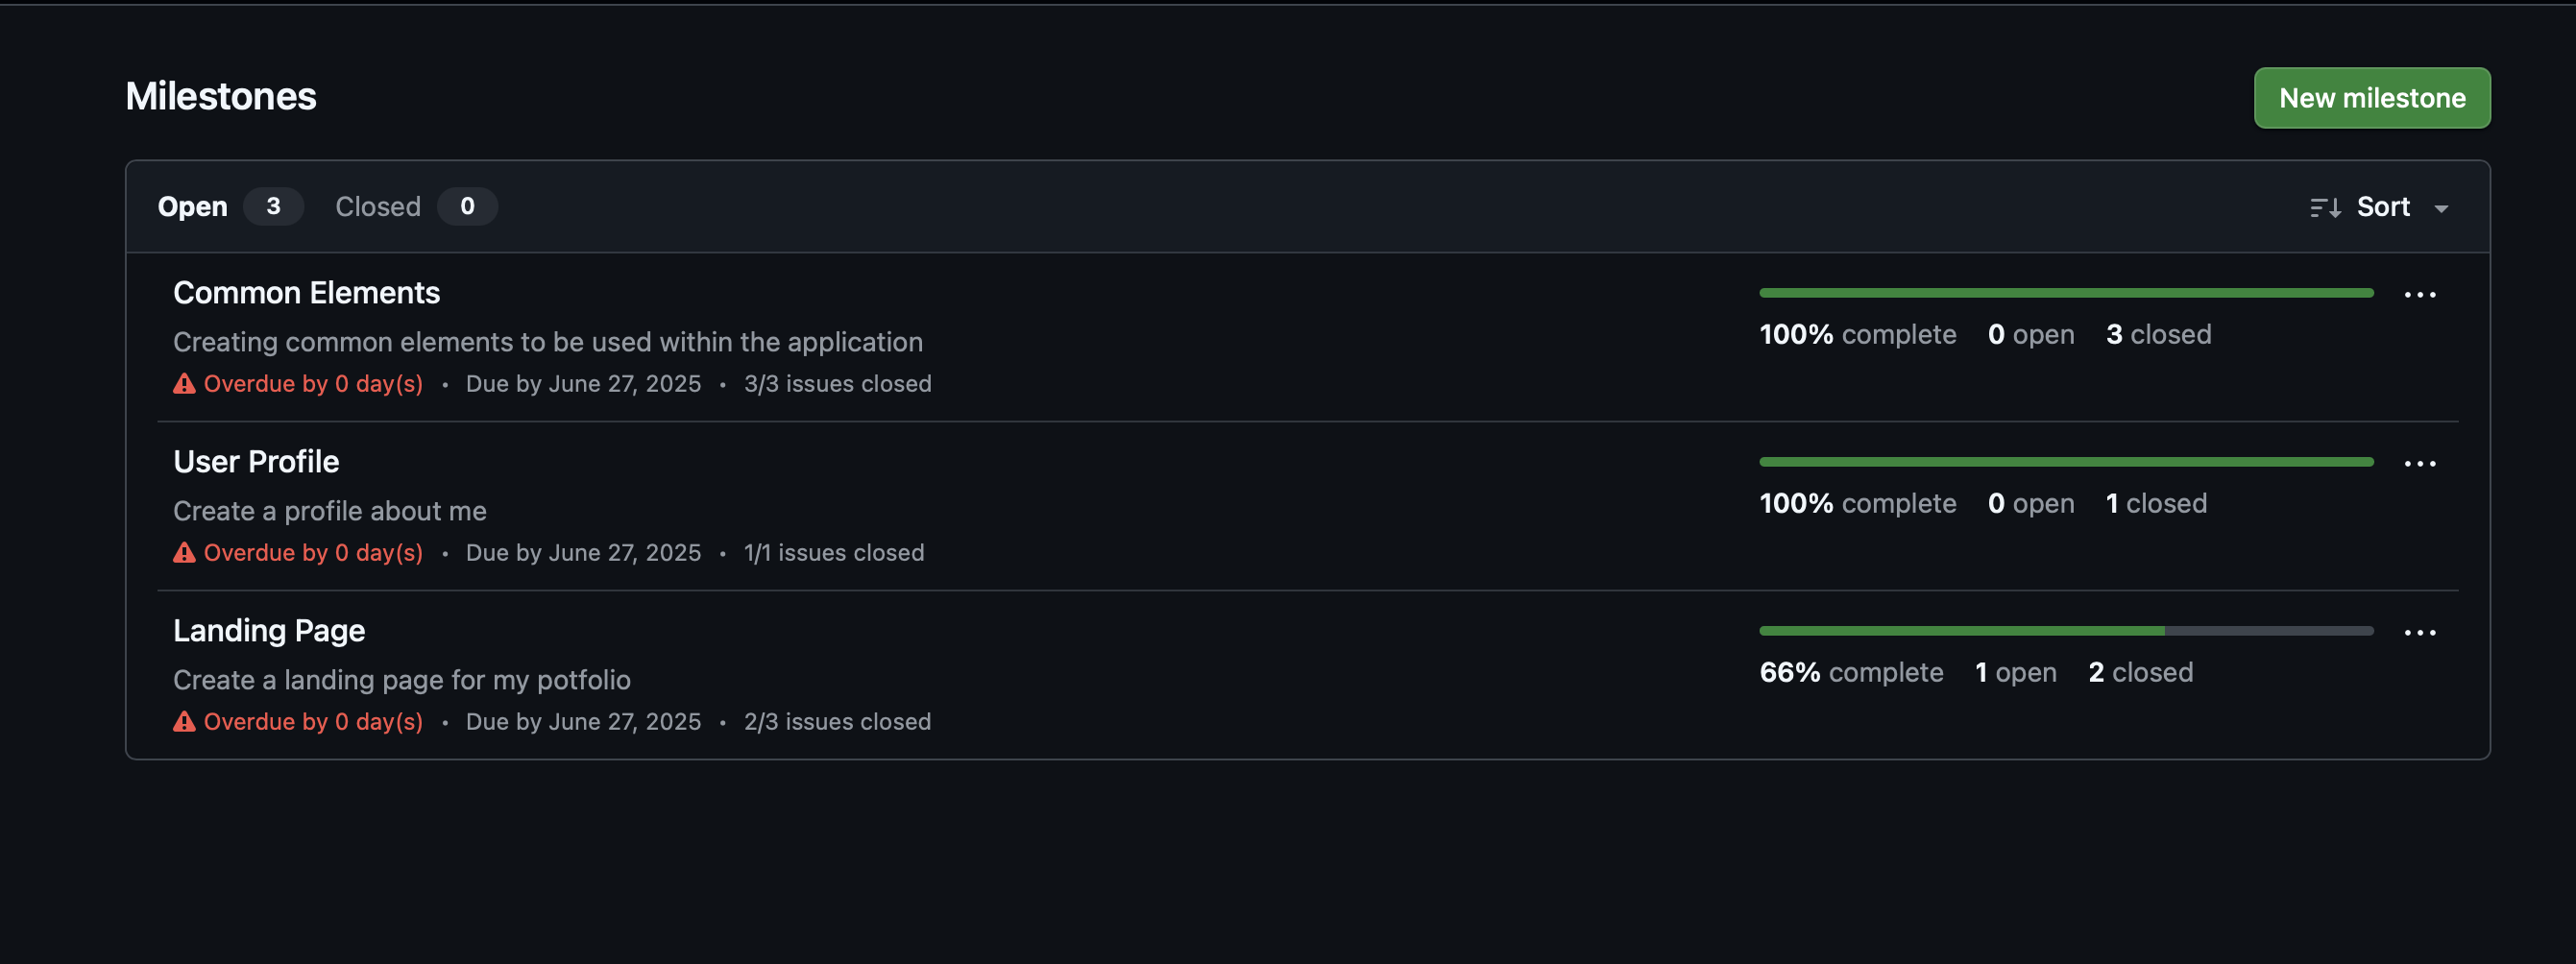 Milestones
New milestone
Open 3 Closed 0 Sort
Common Elements
Creating common elements to be used within the application
Overdue by 0 day(s) • Due by June 27, 2025 • 3/3 issues closed
100% complete 0 open 3 closed
User Profile
Create a profile about me
Overdue by 0 day(s) • Due by June 27, 2025 • 1/1 issues closed
100% complete 0 open 1 closed
Landing Page
Create a landing page for my potfolio
Overdue by 0 day(s) • Due by June 27, 2025 • 2/3 issues closed
66% complete 1 open 2 closed